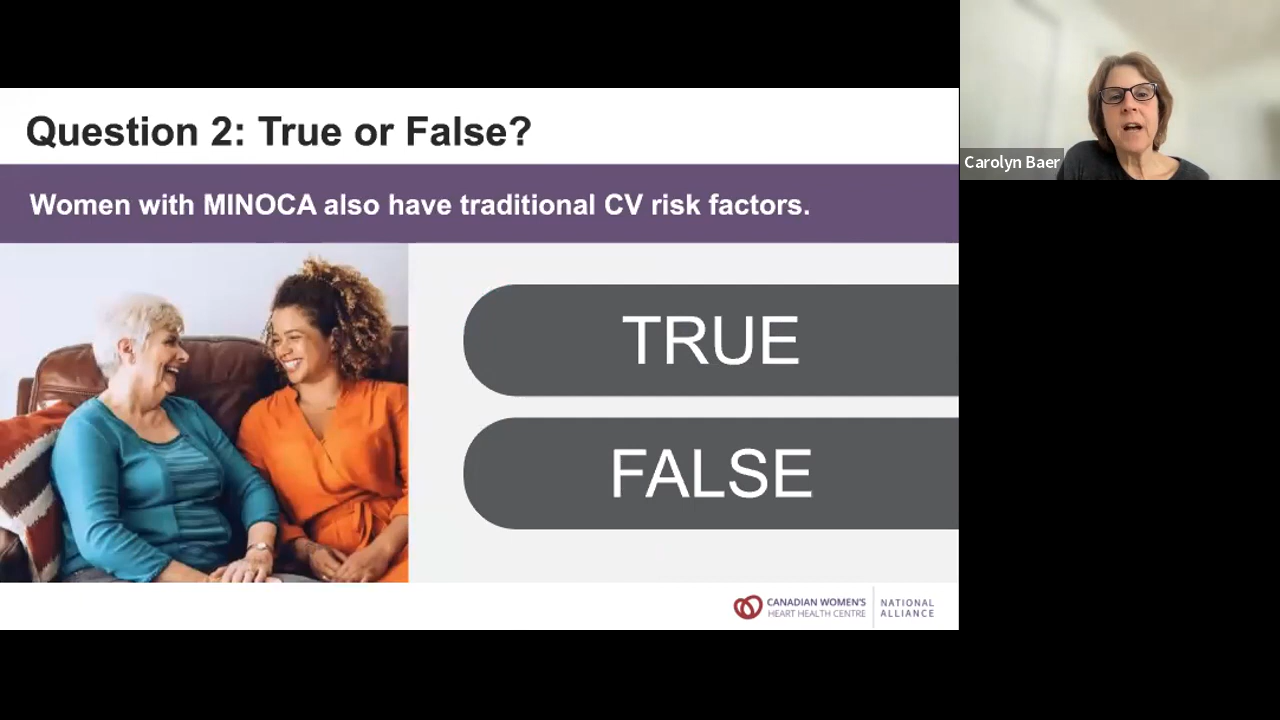 Question 2: True or False?
Women with MINOCA also have traditional CV risk factors.
TRUE
FALSE
CANADIAN WOMEN'S
HEART HEALTH CENTRE
NATIONAL
ALLIANCE
Carolyn Baer